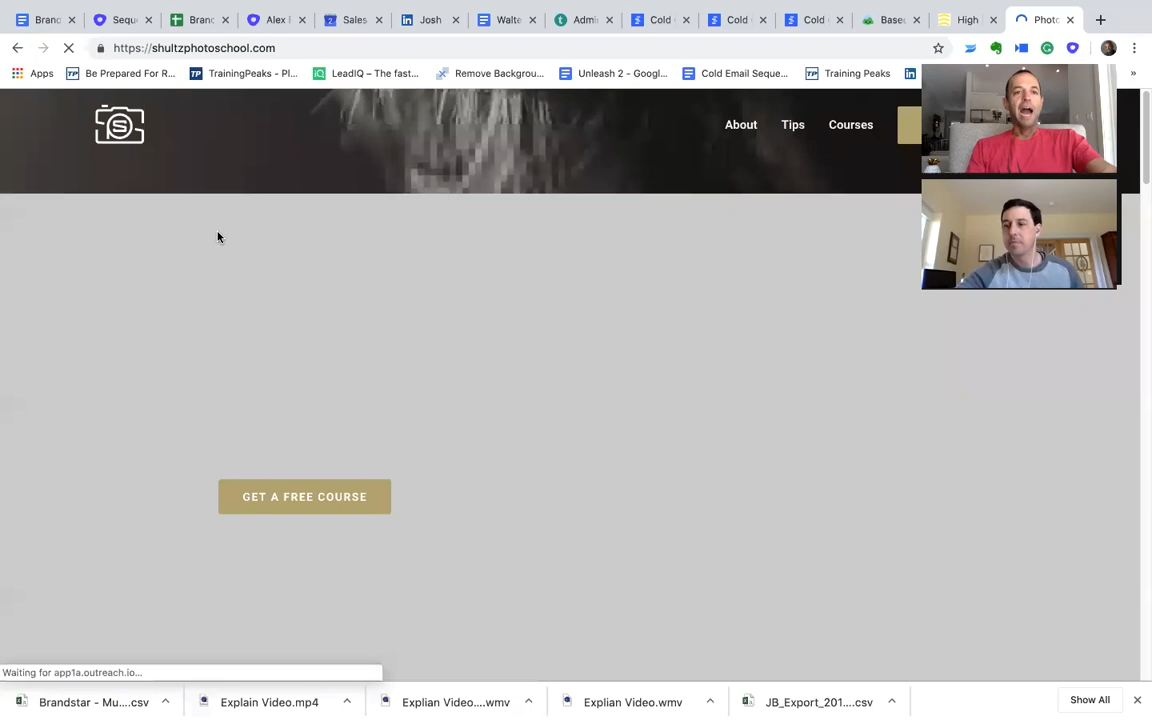 Brand
Sequ
Branc
Alex
Sales
Josh
Walte
Admi
Cold
Cold
Cold
Based
High
Photo
https://shultzphotoschool.com
Apps
Be Prepared For R...
TrainingPeaks - Pl...
LeadIQ – The fast...
Remove Backgrou...
Unleash 2 - Googl...
Cold Email Seque...
Training Peaks
»
S
About
Tips
Courses
GET A FREE COURSE
Waiting for app1a.outreach.io...
Brandstar - Mu....csv
Explain Video.mp4
Explian Video....wmv
Explian Video.wmv
JB_Export_201....csv
Show All